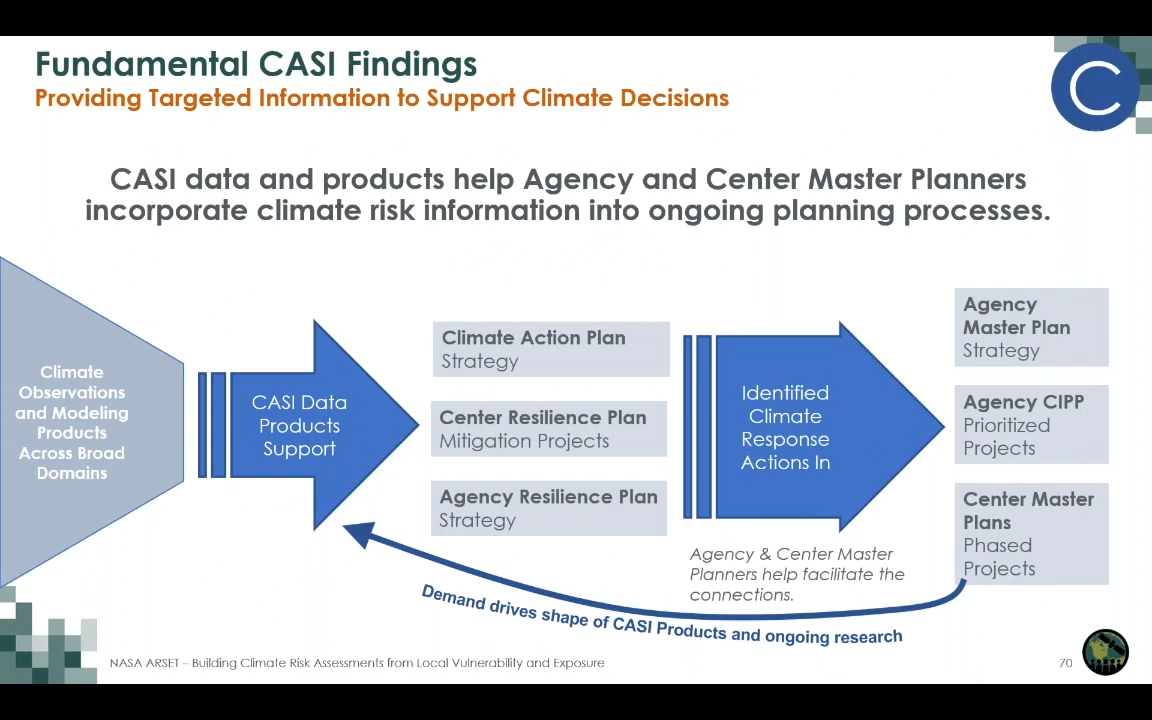 Fundamental CASI Findings
Providing Targeted Information to Support Climate Decisions
C
CASI data and products help Agency and Center Master Planners
incorporate climate risk information into ongoing planning processes.
Climate
Observations
and Modeling
Products
Across Broad
Domains
CASI Data
Products
Support
Climate Action Plan
Strategy
Center Resilience Plan
Mitigation Projects
Agency Resilience Plan
Strategy
Identified
Climate
Response
Actions In
Agency & Center Master
Planners help facilitate the
connections.
Agency
Master Plan
Strategy
Agency CIPP
Prioritized
Projects
Center Master
Plans
Phased
Projects
Demand drives shape of CASI Products and ongoing research
NASA ARSET – Building Climate Risk Assessments from Local Vulnerability and Exposure
70